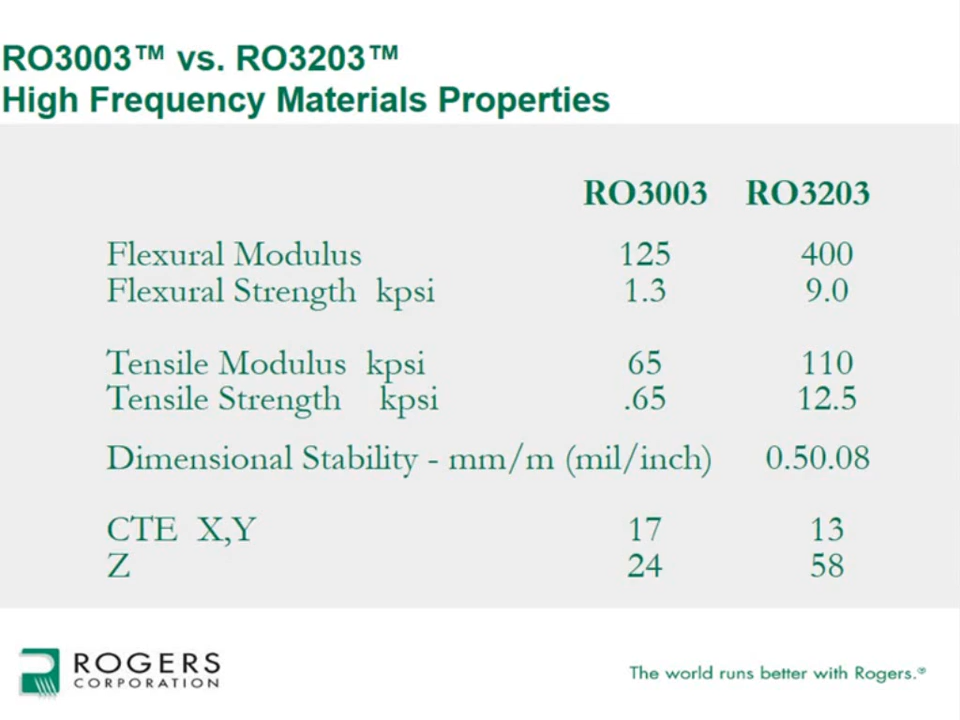 RO3003™ vs. RO3203™
High Frequency Materials Properties
RO3003 RO3203
Flexural Modulus 125 400
Flexural Strength kpsi 1.3 9.0
Tensile Modulus kpsi 65 110
Tensile Strength kpsi .65 12.5
Dimensional Stability - mm/m (mil/inch) 0.50.08
CTE X,Y 17 13
Z 24 58
ROGERS
CORPORATION
The world runs better with Rogers.®